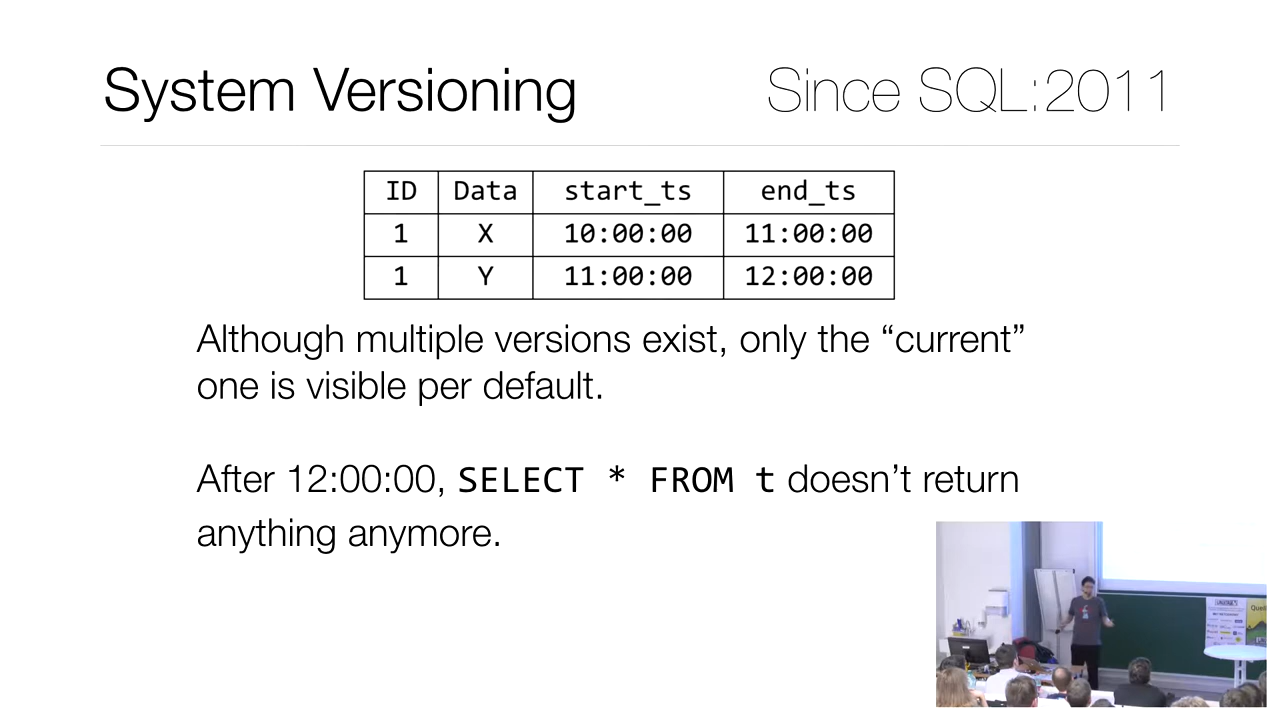 System Versioning Since SQL:2011
ID Data start_ts end_ts
1 X 10:00:00 11:00:00
1 Y 11:00:00 12:00:00
Although multiple versions exist, only the “current”
one is visible per default.
After 12:00:00, SELECT * FROM t doesn’t return
anything anymore.